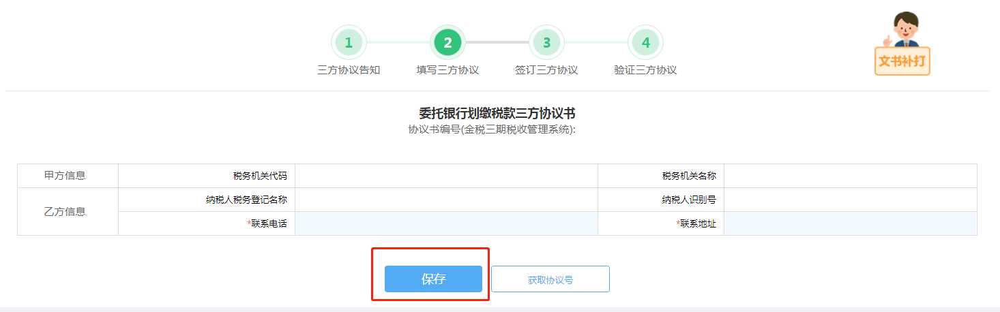 1 2 3 4
三方协议告知 填写三方协议 签订三方协议 验证三方协议
文书补打
委托银行划缴税款三方协议书
协议书编号(金税三期税收管理系统):
甲方信息 税务机关代码 税务机关名称
乙方信息 纳税人税务登记名称 纳税人识别号
*联系电话 *联系地址
保存 获取协议号